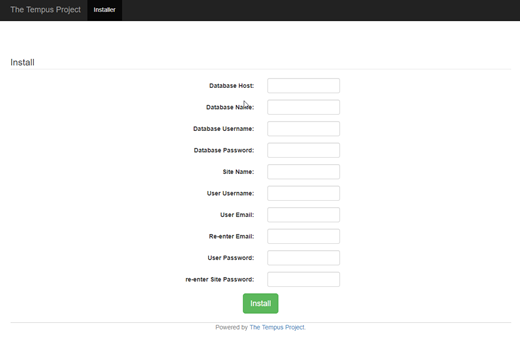 The Tempus Project Installer
Install
Database Host:
Database Name:
Database Username:
Database Password:
Site Name:
User Username:
User Email:
Re-enter Email:
User Password:
re-enter Site Password:
Install
Powered by The Tempus Project.